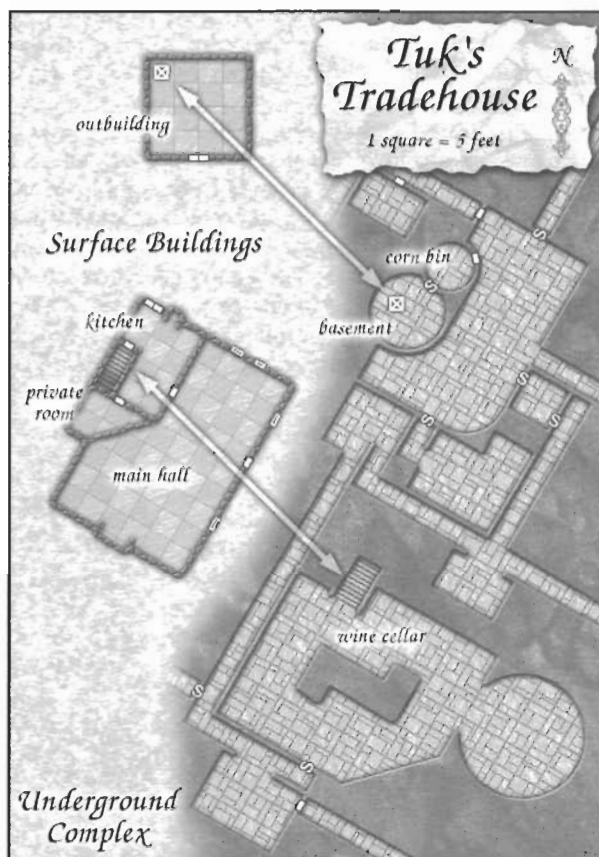 Tuk's
Tradehouse
N
1 square = 5 feet
outbuilding
Surface Buildings
corn bin
S
S
basement
kitchen
private
room
main hall
S
S
S
wine cellar
S
S
Underground
Complex